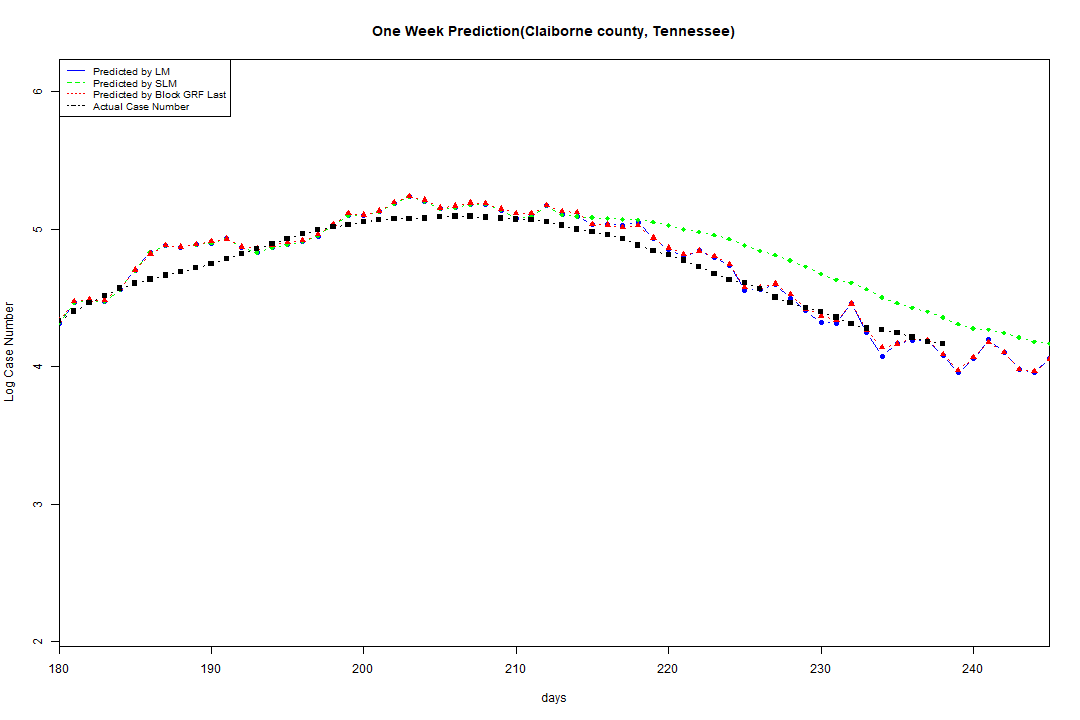 One Week Prediction(Claiborne county, Tennessee)
Predicted by LM
Predicted by SLM
Predicted by Block GRF Last
Actual Case Number
6
5
4
3
2
Log Case Number
180 190 200 210 220 230 240
days